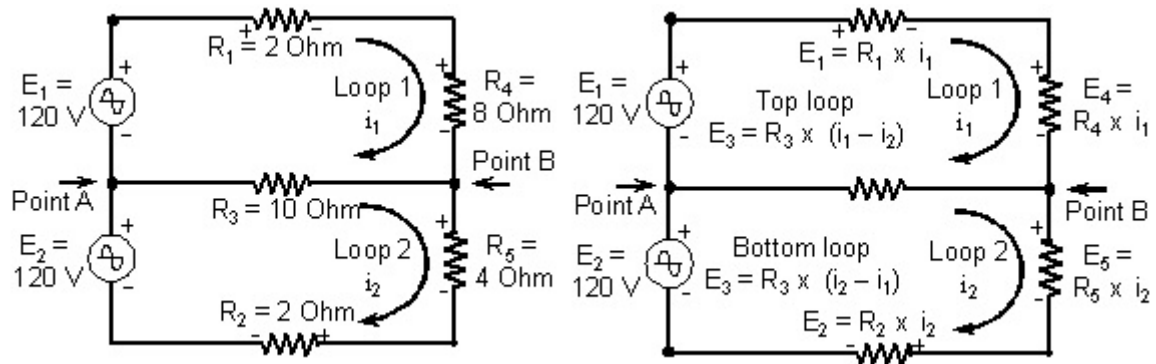 R₁ = 2 Ohm
E₁ =
120 V
Loop 1
i₁
R₄ =
8 Ohm
Point A
Point B
R₃ = 10 Ohm
E₂ =
120 V
Loop 2
i₂
R₅ =
4 Ohm
R₂ = 2 Ohm
E₁ = R₁ x i₁
E₁ =
120 V
Top loop
E₃ = R₃ x (i₁ – i₂)
Loop 1
i₁
E₄ =
R₄ x i₁
Point A
Point B
E₂ =
120 V
Bottom loop
E₃ = R₃ x (i₂ – i₁)
Loop 2
i₂
E₅ =
R₅ x i₂
E₂ = R₂ x i₂